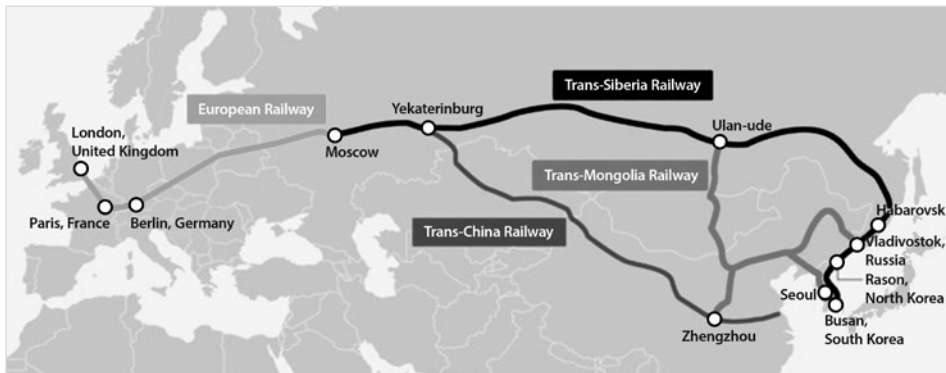 Trans-Siberia Railway
European Railway
Yekaterinburg
London,
United Kingdom
Ulan-ude
Moscow
Trans-Mongolia Railway
Paris, France
Berlin, Germany
Habarovsk
Trans-China Railway
Vladivostok,
Russia
Rason,
North Korea
Seoul
Busan,
South Korea
Zhengzhou